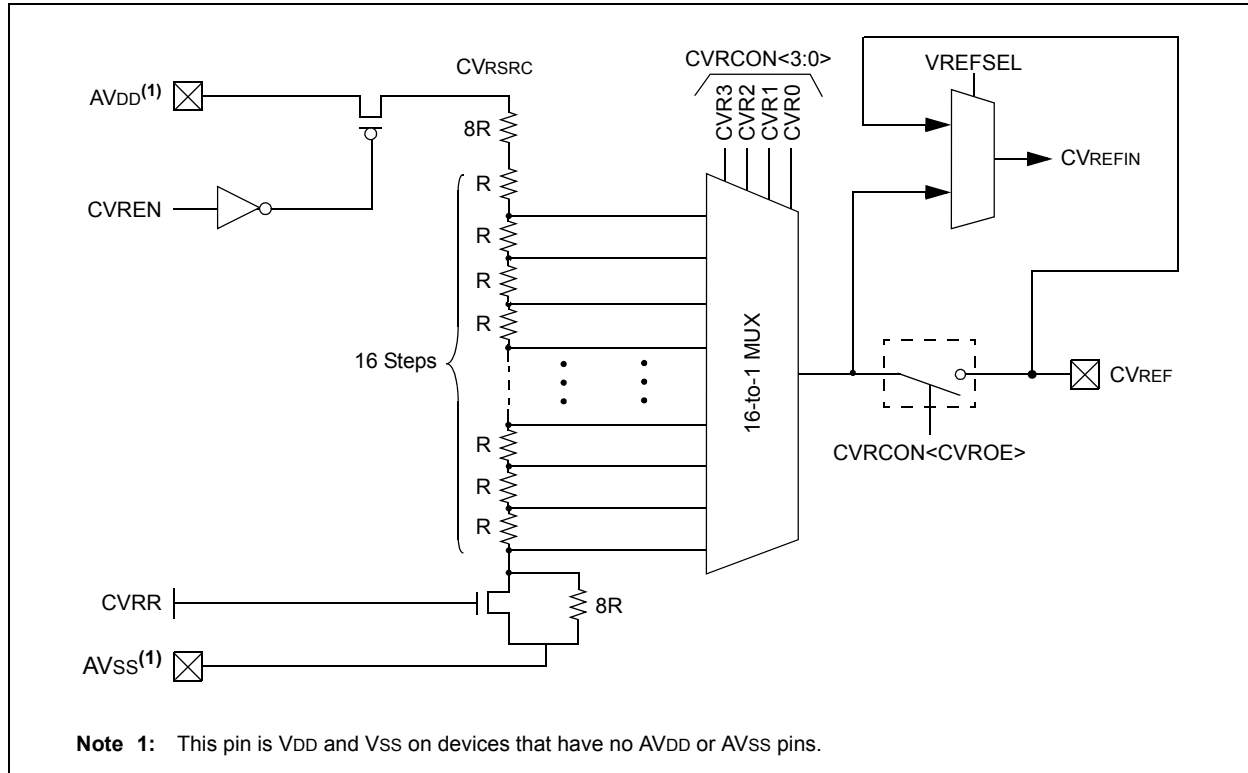 CVRCON<3:0>
CVRSRC
VREFSEL
AVDD(1)
CVR3
CVR2
CVR1
CVR0
8R
R
CVREFIN
CVREN
R
R
R
16 Steps
16-to-1 MUX
CVREF
R
CVRCON<CVROE>
R
R
CVRR
8R
AVSS(1)
Note 1: This pin is VDD and VSS on devices that have no AVDD or AVSS pins.